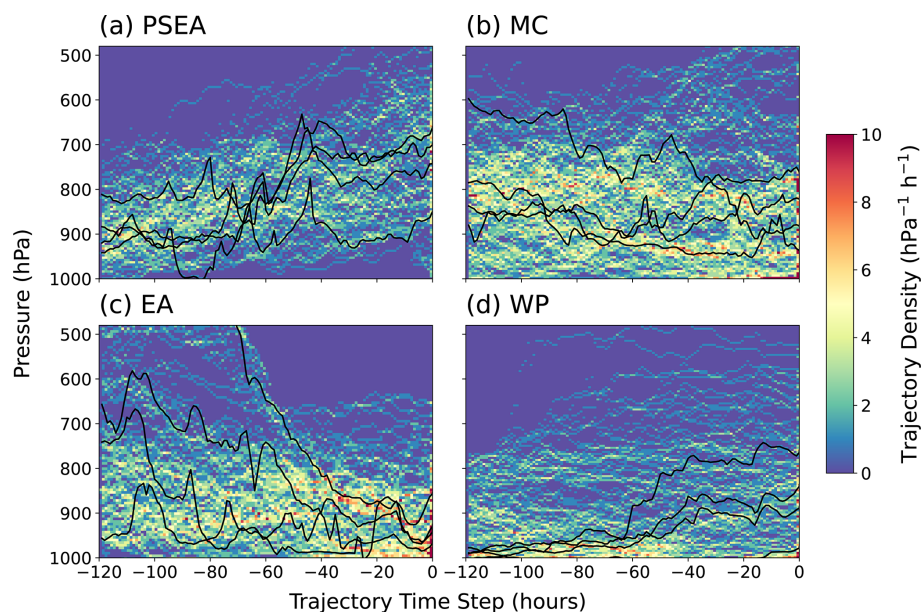 (a) PSEA
(b) MC
500
600
700
800
900
1000
(c) EA
(d) WP
500
600
700
800
900
1000
−120 −100 −80 −60 −40 −20 0
−120 −100 −80 −60 −40 −20 0
Pressure (hPa)
Trajectory Time Step (hours)
10
8
6
4
2
0
Trajectory Density (hPa⁻¹ h⁻¹)